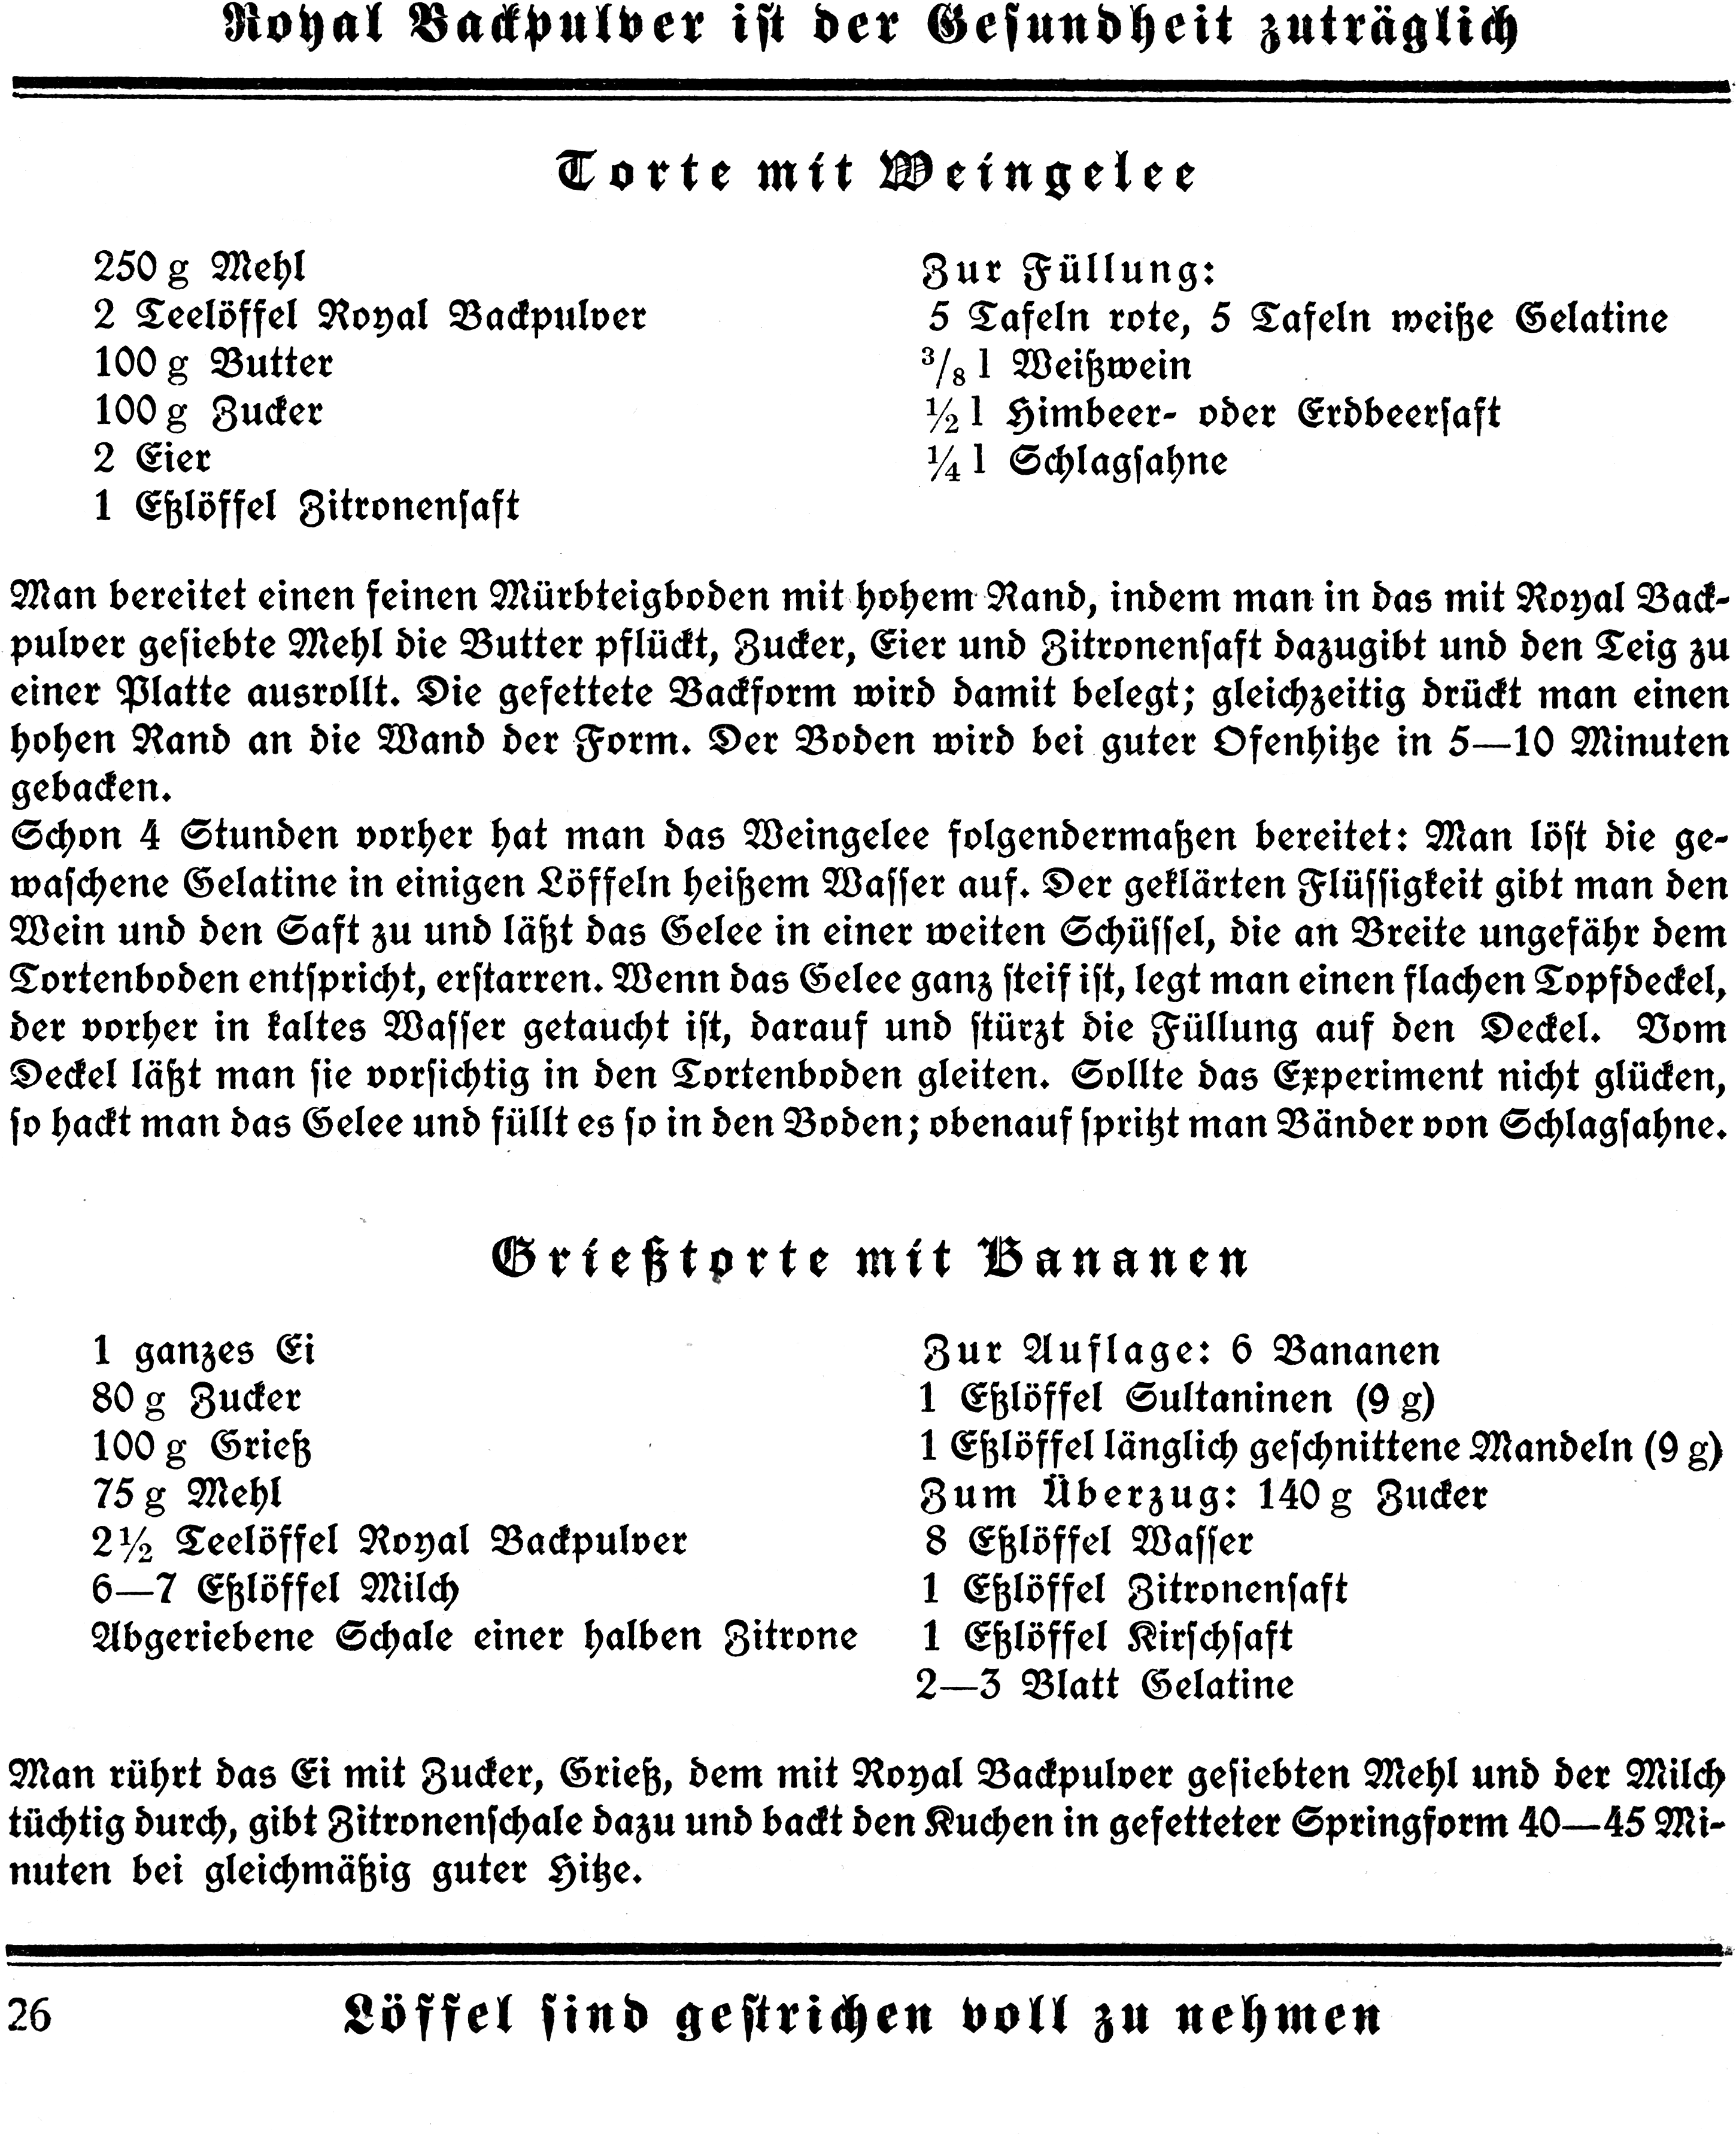 Royal Backpulver ist der Gesundheit zuträglich
Torte mit Weingelee
250 g Mehl
2 Teelöffel Royal Backpulver
100 g Butter
100 g Zucker
2 Eier
1 Eßlöffel Zitronensaft
Zur Füllung:
5 Tafeln rote, 5 Tafeln weiße Gelatine
3/8 l Weißwein
½ l Himbeer- oder Erdbeersaft
¼ l Schlagsahne
Man bereitet einen feinen Mürbteigboden mit hohem Rand, indem man in das mit Royal Back-
pulver gesiebte Mehl die Butter pflückt, Zucker, Eier und Zitronensaft dazugibt und den Teig zu
einer Platte ausrollt. Die gefettete Backform wird damit belegt; gleichzeitig drückt man einen
hohen Rand an die Wand der Form. Der Boden wird bei guter Ofenhitze in 5—10 Minuten
gebacken.
Schon 4 Stunden vorher hat man das Weingelee folgendermaßen bereitet: Man löst die ge-
waschene Gelatine in einigen Löffeln heißem Wasser auf. Der geklärten Flüssigkeit gibt man den
Wein und den Saft zu und läßt das Gelee in einer weiten Schüssel, die an Breite ungefähr dem
Tortenboden entspricht, erstarren. Wenn das Gelee ganz steif ist, legt man einen flachen Topfdeckel,
der vorher in kaltes Wasser getaucht ist, darauf und stürzt die Füllung auf den Deckel. Vom
Deckel läßt man sie vorsichtig in den Tortenboden gleiten. Sollte das Experiment nicht glücken,
so hackt man das Gelee und füllt es so in den Boden; obenauf spritzt man Bänder von Schlagsahne.
Grießtorte mit Bananen
1 ganzes Ei
80 g Zucker
100 g Grieß
75 g Mehl
2½ Teelöffel Royal Backpulver
6—7 Eßlöffel Milch
Abgeriebene Schale einer halben Zitrone
Zur Auflage: 6 Bananen
1 Eßlöffel Sultaninen (9 g)
1 Eßlöffel länglich geschnittene Mandeln (9 g)
Zum Überzug: 140 g Zucker
8 Eßlöffel Wasser
1 Eßlöffel Zitronensaft
1 Eßlöffel Kirschsaft
2—3 Blatt Gelatine
Man rührt das Ei mit Zucker, Grieß, dem mit Royal Backpulver gesiebten Mehl und der Milch
tüchtig durch, gibt Zitronenschale dazu und backt den Kuchen in gefetteter Springform 40—45 Mi-
nuten bei gleichmäßig guter Hitze.
26 Löffel sind gestrichen voll zu nehmen